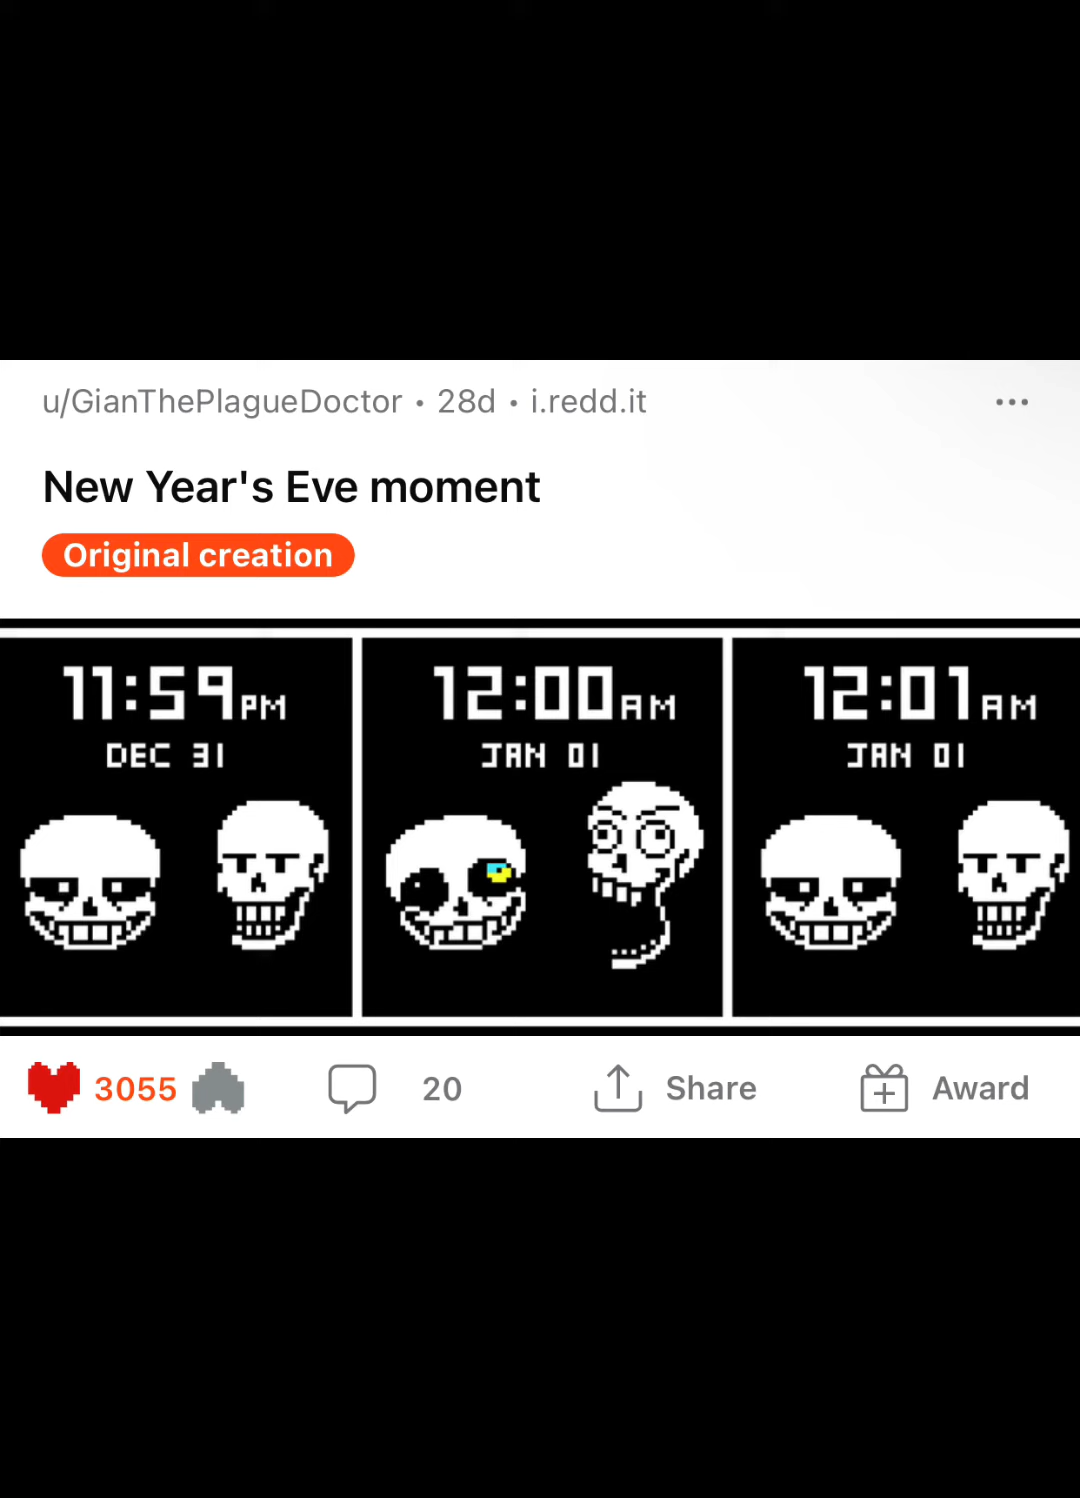 u/GianThePlagueDoctor • 28d • i.redd.it
New Year's Eve moment
Original creation
11:59PM
DEC 31
12:00AM
JAN 01
12:01AM
JAN 01
3055
20
Share
Award